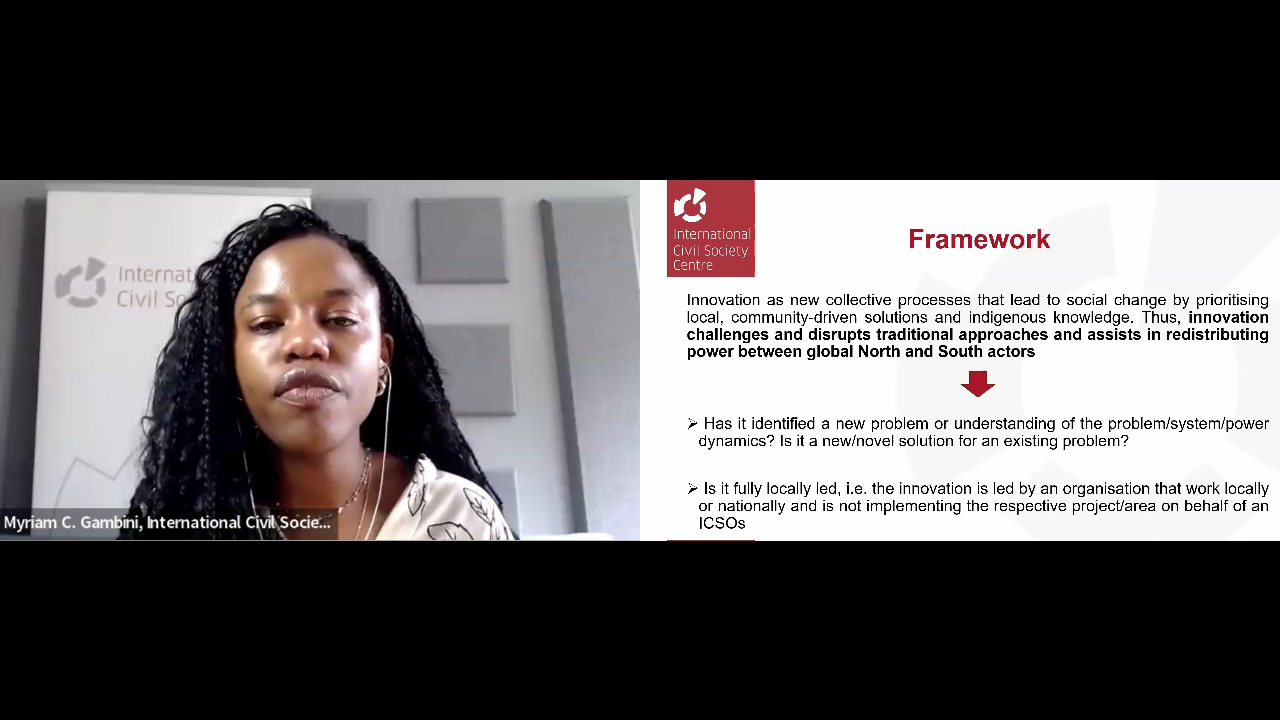 Internat
Civil So
Myriam C. Gambini, International Civil Socie...
International
Civil Society
Centre
Framework
Innovation as new collective processes that lead to social change by prioritising
local, community-driven solutions and indigenous knowledge. Thus, innovation
challenges and disrupts traditional approaches and assists in redistributing
power between global North and South actors
➢ Has it identified a new problem or understanding of the problem/system/power
dynamics? Is it a new/novel solution for an existing problem?
➢ Is it fully locally led, i.e. the innovation is led by an organisation that work locally
or nationally and is not implementing the respective project/area on behalf of an
ICSOs